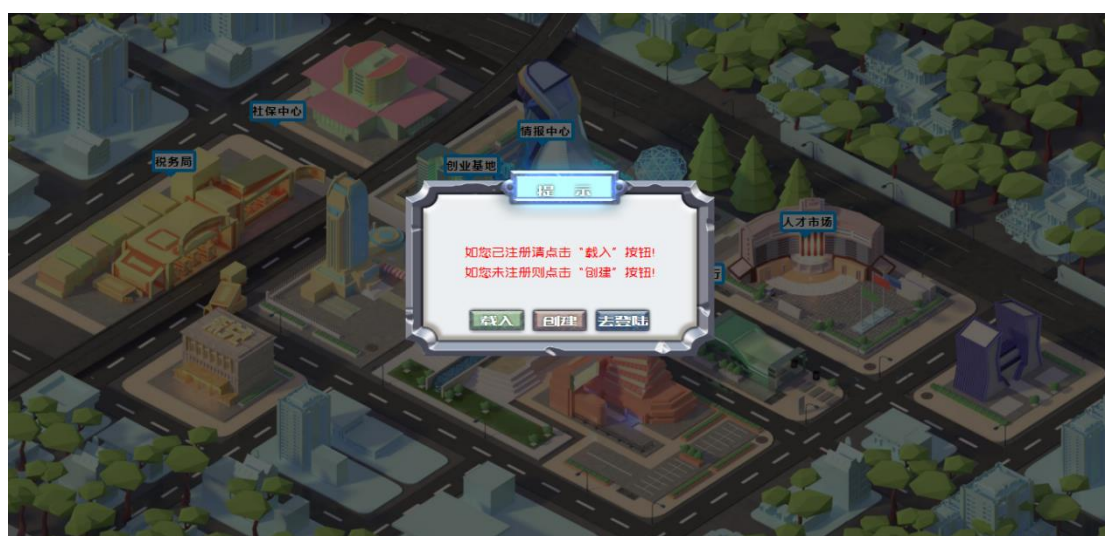 社保中心
情报中心
税务局
创业基地
提 示
人才市场
如您已注册请点击“载入”按钮!
如您未注册则点击“创建”按钮!
行
载入
创建
去登陆